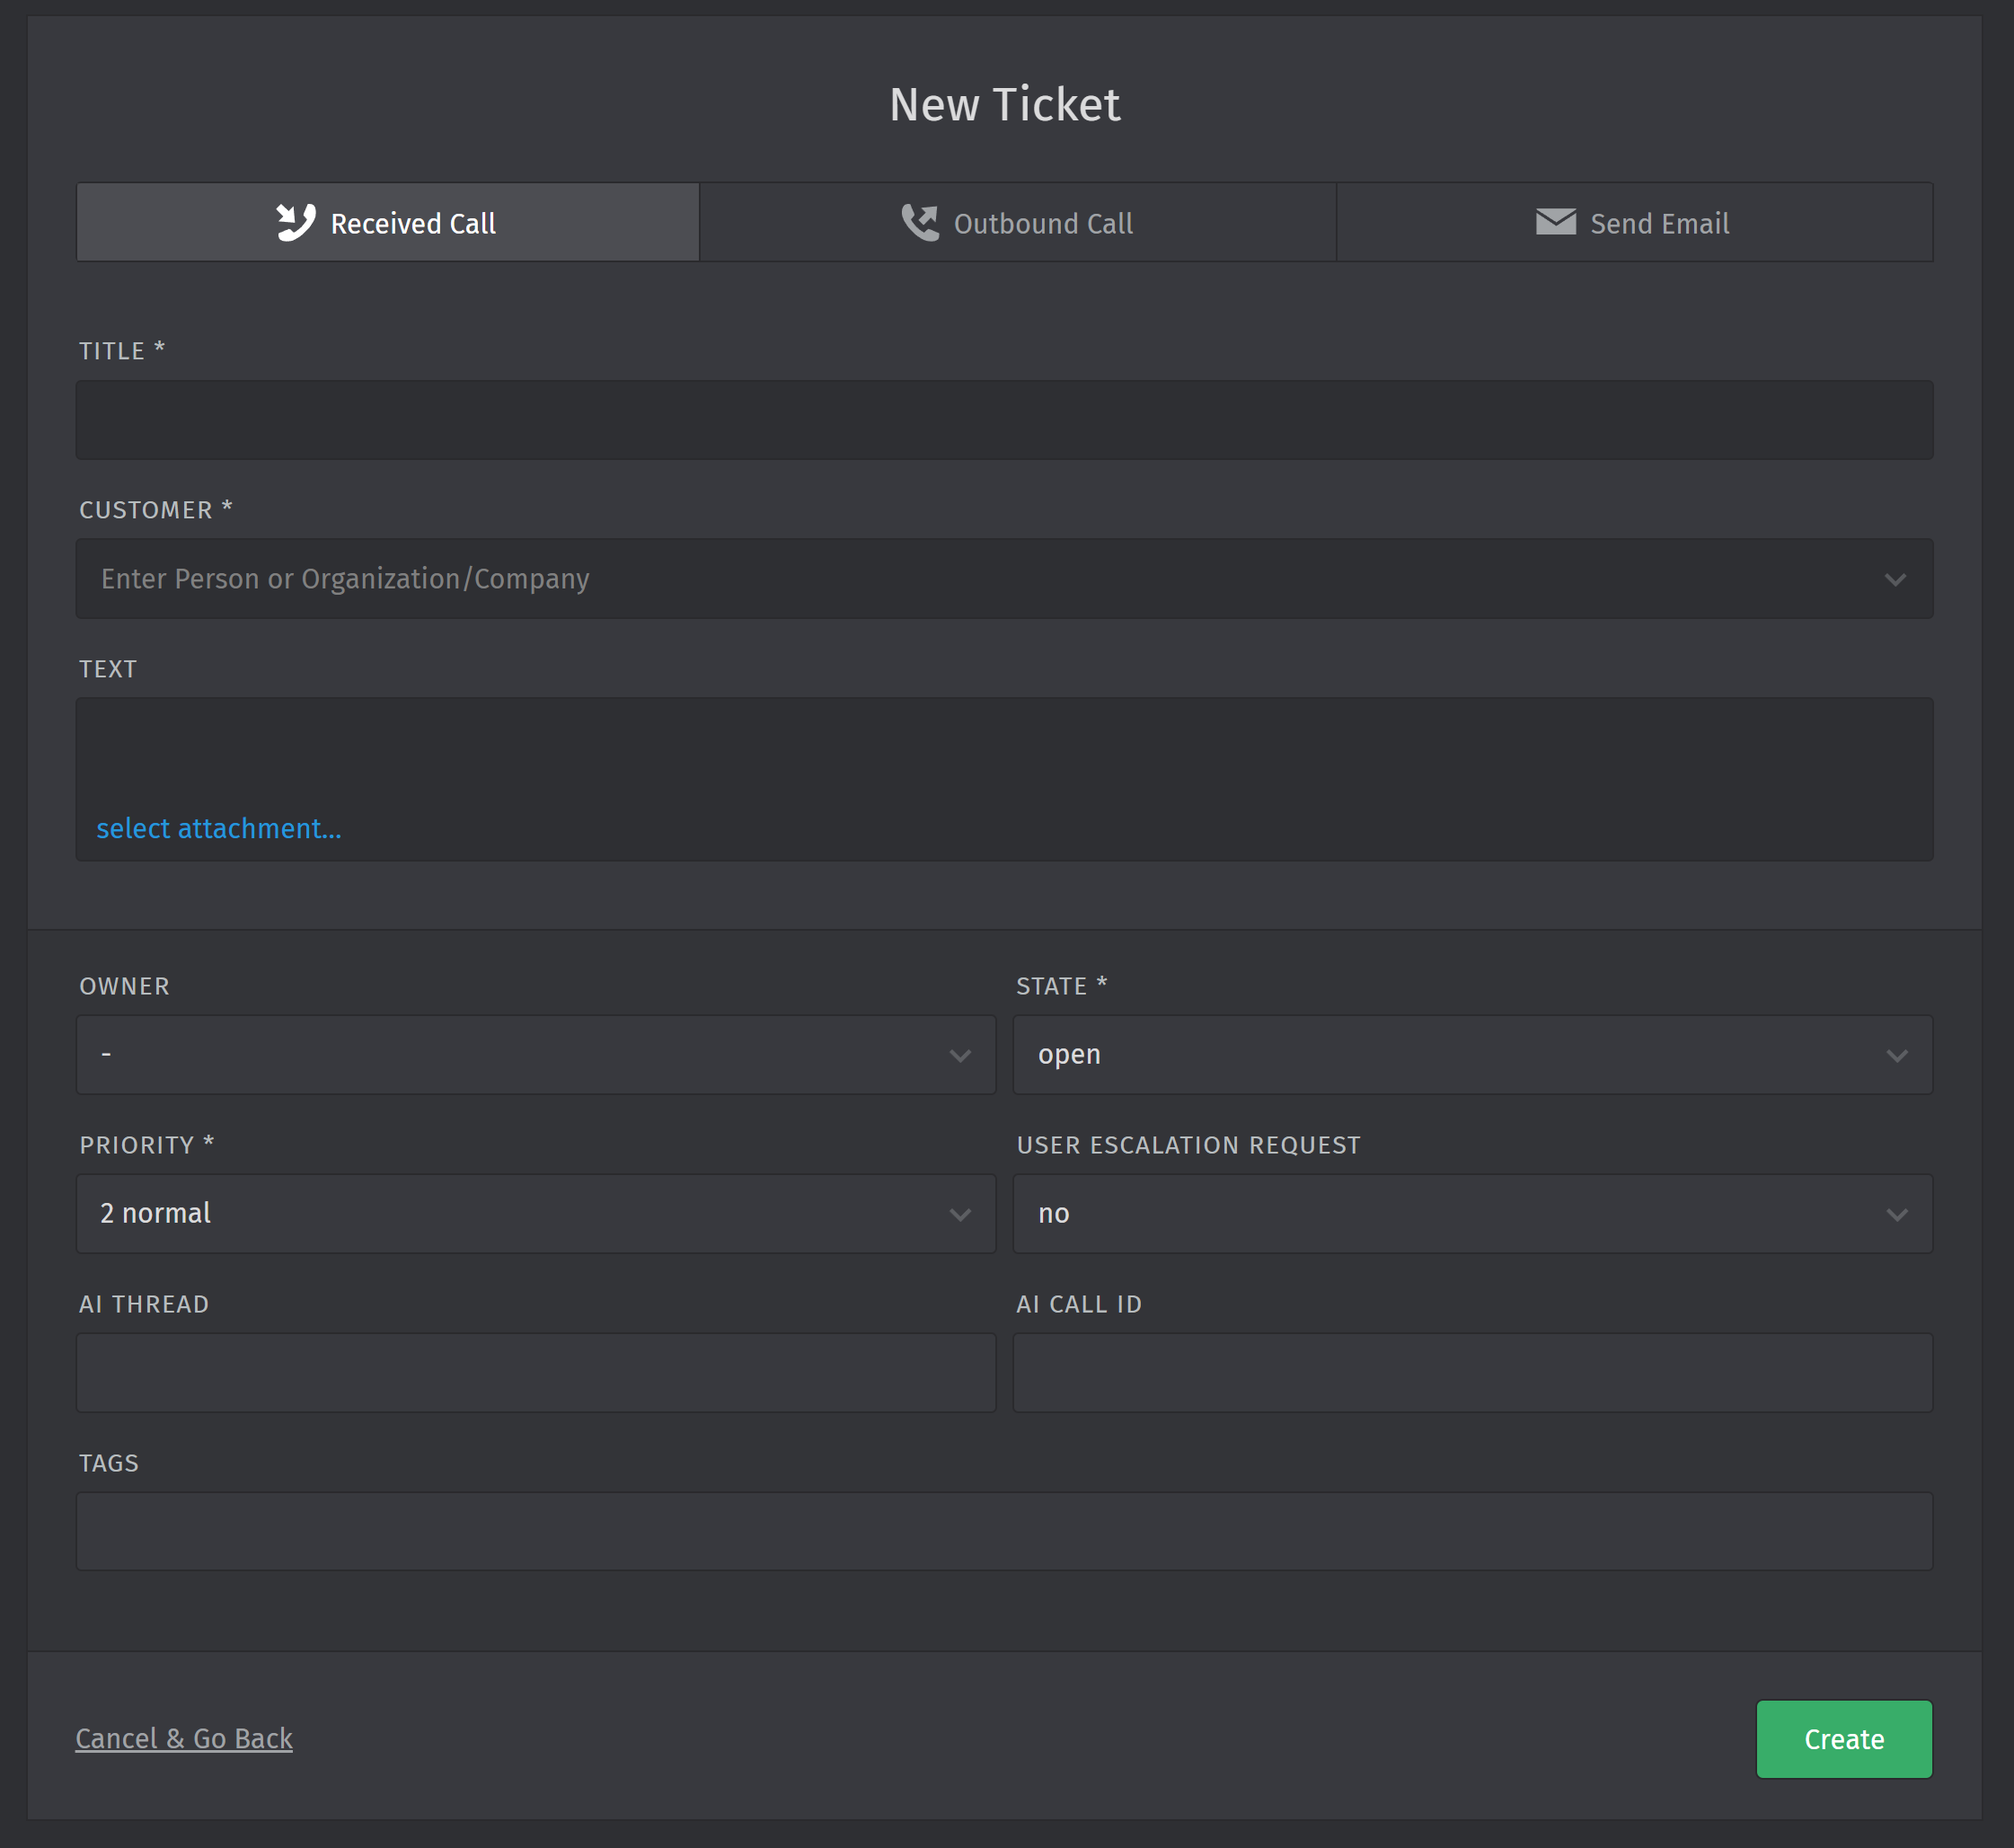 New Ticket
Received Call
Outbound Call
Send Email
TITLE *
CUSTOMER *
Enter Person or Organization/Company
TEXT
select attachment...
OWNER
STATE *
-
open
PRIORITY *
USER ESCALATION REQUEST
2 normal
no
AI THREAD
AI CALL ID
TAGS
Cancel & Go Back
Create